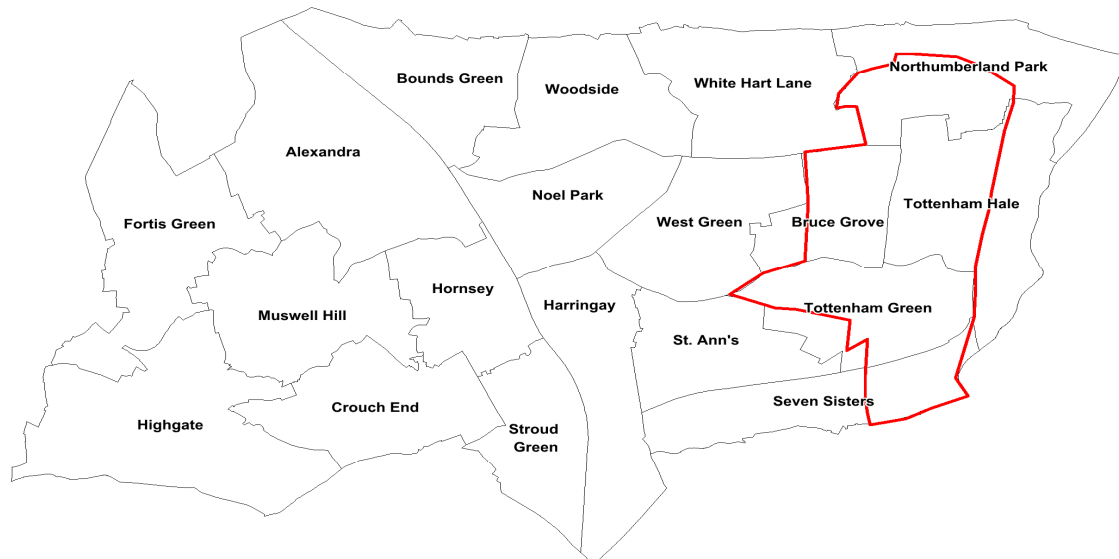 Northumberland Park
Bounds Green
White Hart Lane
Woodside
Alexandra
Noel Park
Tottenham Hale
West Green
Bruce Grove
Fortis Green
Hornsey
Harringay
Tottenham Green
Muswell Hill
St. Ann's
Seven Sisters
Crouch End
Highgate
Stroud
Green